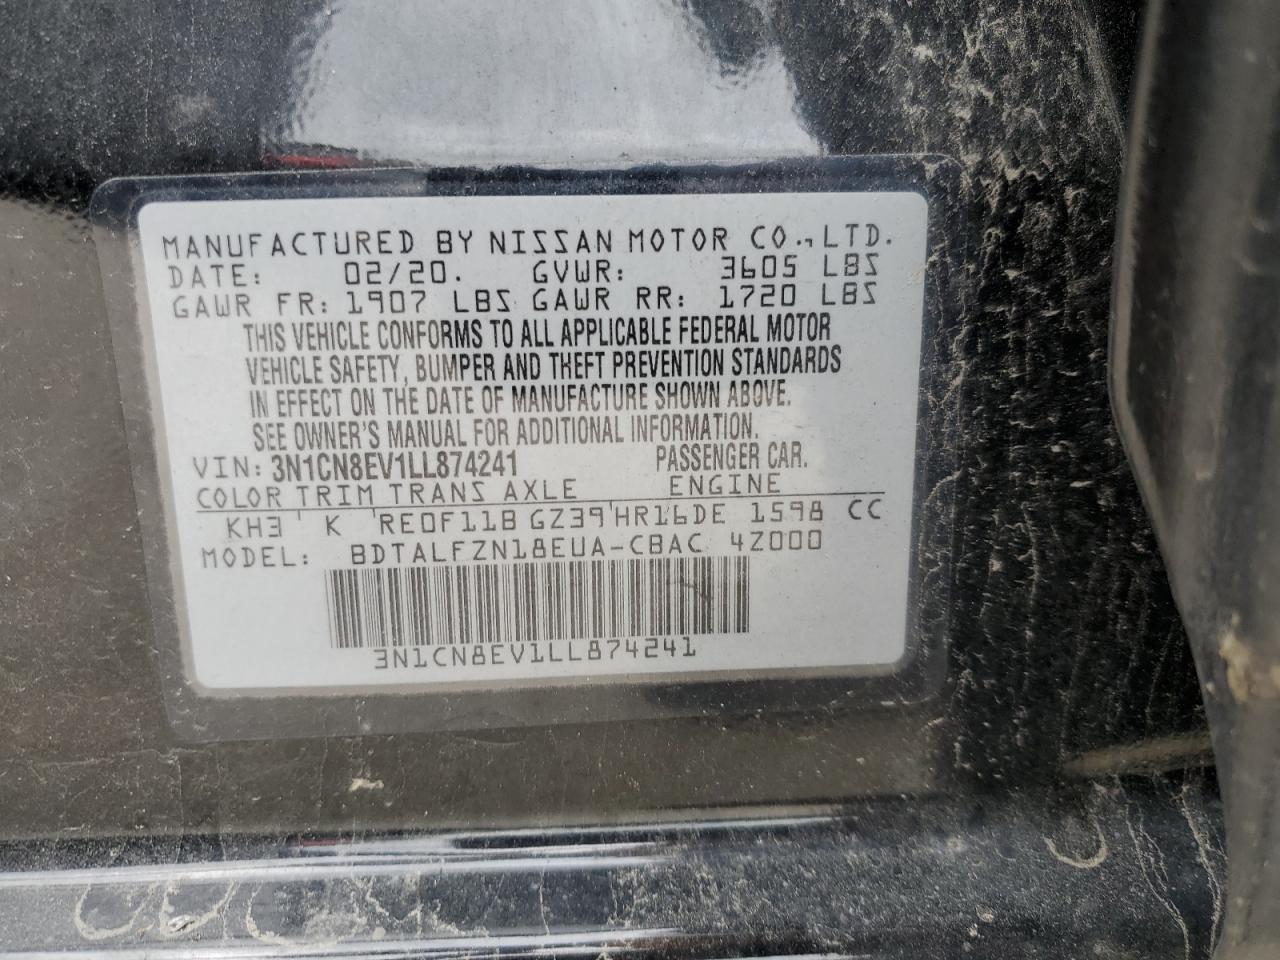 MANUFACTURED BY NISSAN MOTOR CO., LTD.
DATE: 02/20. GVWR: 3605 LBS
GAWR FR: 1907 LBS GAWR RR: 1720 LBS
THIS VEHICLE CONFORMS TO ALL APPLICABLE FEDERAL MOTOR
VEHICLE SAFETY, BUMPER AND THEFT PREVENTION STANDARDS
IN EFFECT ON THE DATE OF MANUFACTURE SHOWN ABOVE.
SEE OWNER'S MANUAL FOR ADDITIONAL INFORMATION.
VIN: 3N1CN8EV1LL874241 PASSENGER CAR.
COLOR TRIM TRANS AXLE ENGINE
KH3 K RE0F11B GZ39 HR16DE 1598 CC
MODEL: BDTALFZN18EUA-CBAC 4Z000
3N1CN8EV1LL874241